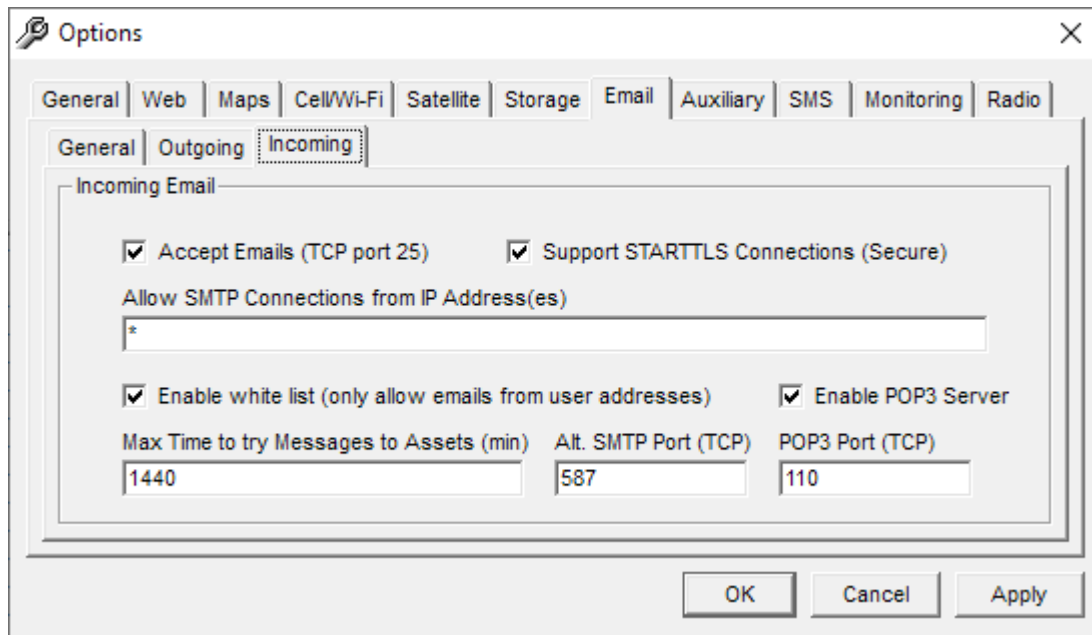 Options
General Web Maps Cell/Wi-Fi Satellite Storage Email Auxiliary SMS Monitoring Radio
General Outgoing Incoming
Incoming Email
Accept Emails (TCP port 25) Support STARTTLS Connections (Secure)
Allow SMTP Connections from IP Address(es)
*
Enable white list (only allow emails from user addresses) Enable POP3 Server
Max Time to try Messages to Assets (min) Alt. SMTP Port (TCP) POP3 Port (TCP)
1440 587 110
OK Cancel Apply